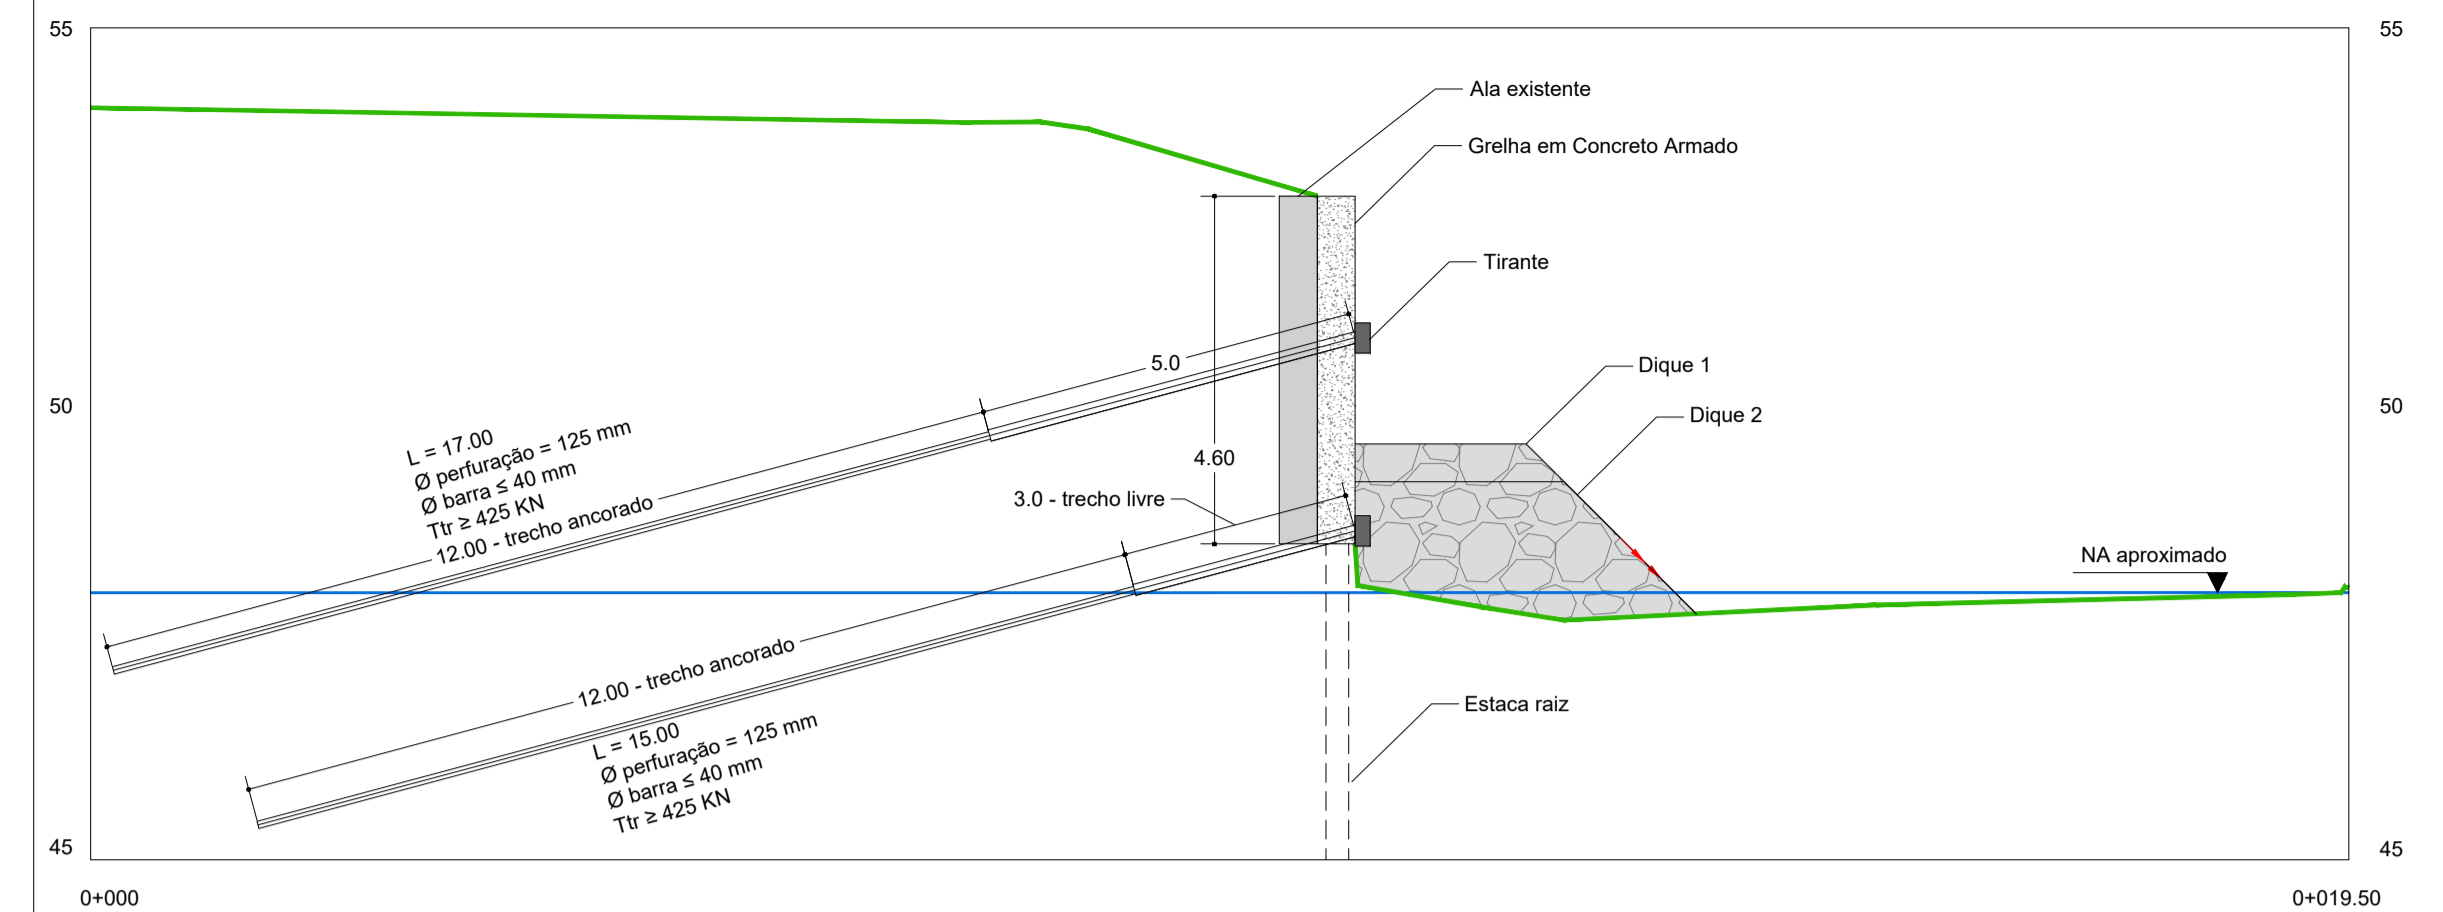 55
55
Ala existente
Grelha em Concreto Armado
Tirante
5.0
Dique 1
50
50
Dique 2
L = 17.00
Ø perfuração = 125 mm
Ø barra ≤ 40 mm
Ttr ≥ 425 KN
12.00 - trecho ancorado
4.60
3.0 - trecho livre
NA aproximado
12.00 - trecho ancorado
L = 15.00
Ø perfuração = 125 mm
Ø barra ≤ 40 mm
Ttr ≥ 425 KN
Estaca raiz
45
45
0+000
0+019.50